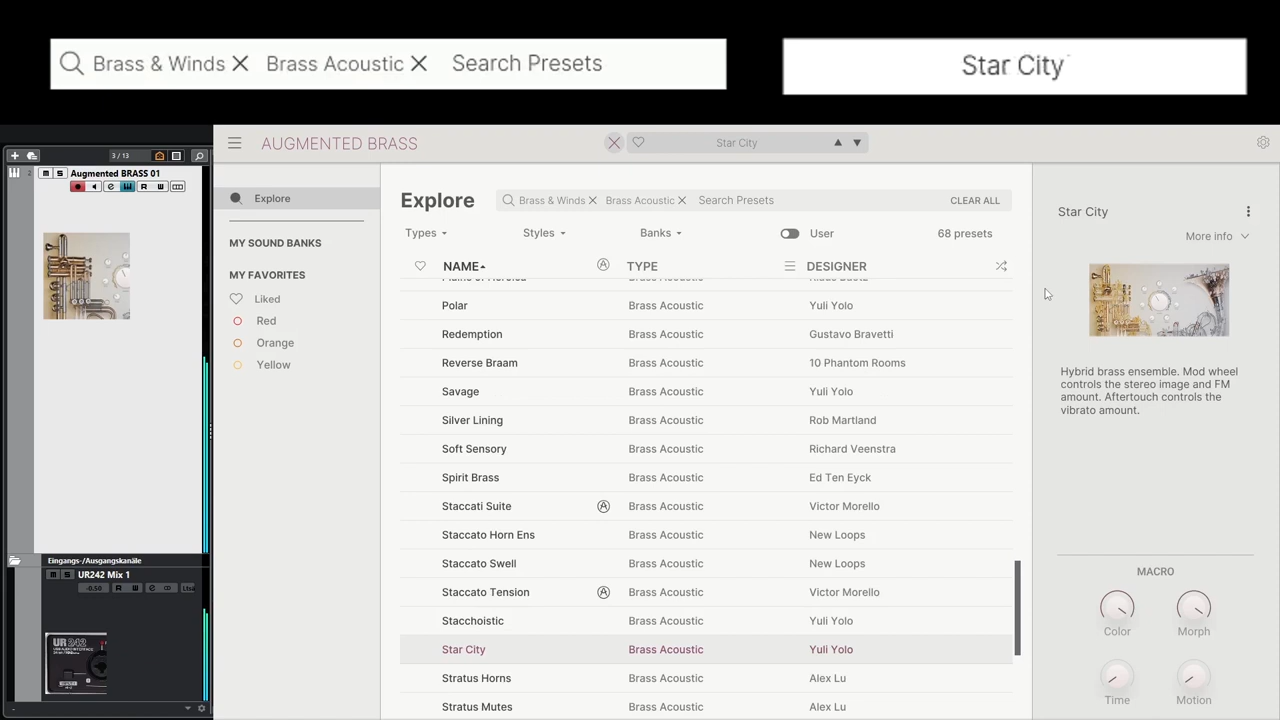 Brass & Winds Brass Acoustic Search Presets
Star City
3 / 13
AUGMENTED BRASS
Star City
2 M S Augmented BRASS 01
R W
Explore
Explore
Brass & Winds Brass Acoustic Search Presets CLEAR ALL
Star City
More info
Types Styles Banks User 68 presets
MY SOUND BANKS
NAME TYPE DESIGNER
MY FAVORITES
Liked
Red
Orange
Yellow
Polar Brass Acoustic Yuli Yolo
Redemption Brass Acoustic Gustavo Bravetti
Reverse Braam Brass Acoustic 10 Phantom Rooms
Savage Brass Acoustic Yuli Yolo
Silver Lining Brass Acoustic Rob Martland
Soft Sensory Brass Acoustic Richard Veenstra
Spirit Brass Brass Acoustic Ed Ten Eyck
Staccati Suite Brass Acoustic Victor Morello
Staccato Horn Ens Brass Acoustic New Loops
Staccato Swell Brass Acoustic New Loops
Staccato Tension Brass Acoustic Victor Morello
Stacchoistic Brass Acoustic Yuli Yolo
Star City Brass Acoustic Yuli Yolo
Stratus Horns Brass Acoustic Alex Lu
Stratus Mutes Brass Acoustic Alex Lu
Hybrid brass ensemble. Mod wheel
controls the stereo image and FM
amount. Aftertouch controls the
vibrato amount.
MACRO
Color Morph
Time Motion
Eingangs-/Ausgangskanäle
M S UR242 Mix 1
R W
UR242